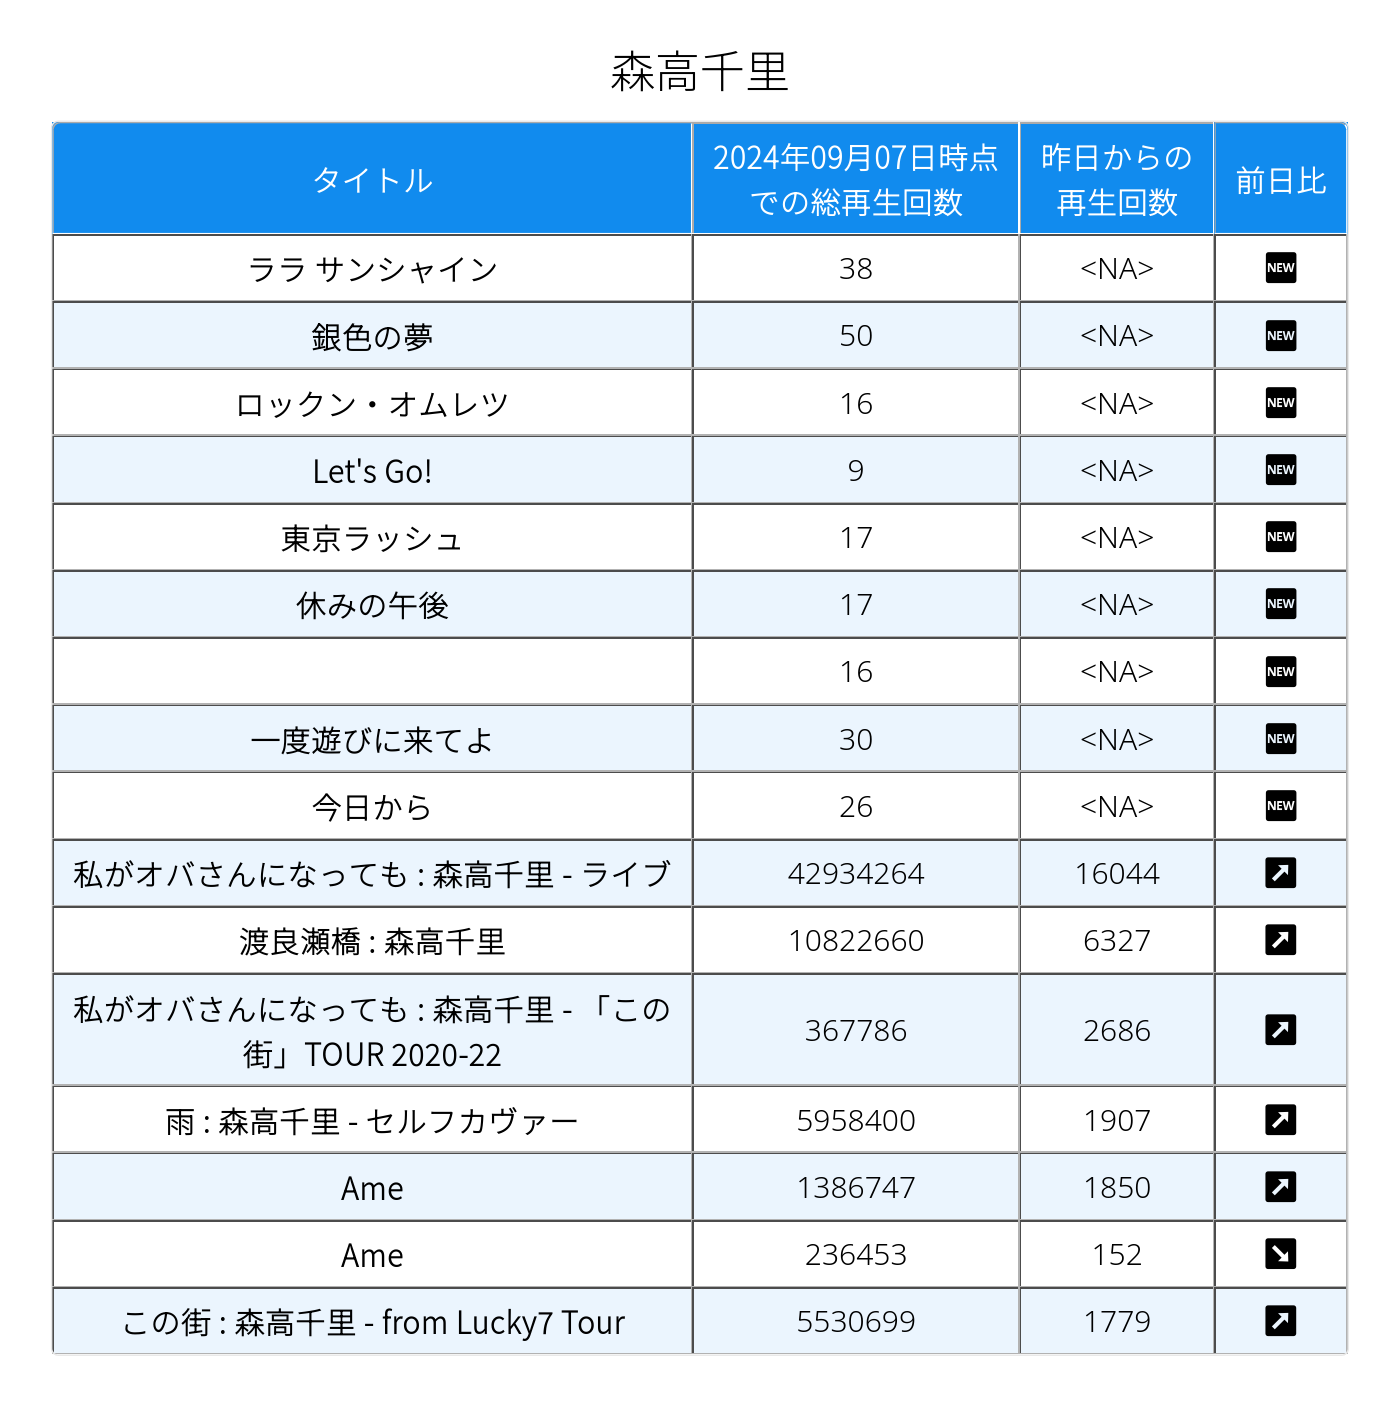 森高千里
タイトル
2024年09月07日時点
での総再生回数
昨日からの
再生回数
前日比
ララ サンシャイン 38 <NA> NEW
銀色の夢 50 <NA> NEW
ロックン・オムレツ 16 <NA> NEW
Let's Go! 9 <NA> NEW
東京ラッシュ 17 <NA> NEW
休みの午後 17 <NA> NEW
16 <NA> NEW
一度遊びに来てよ 30 <NA> NEW
今日から 26 <NA> NEW
私がオバさんになっても : 森高千里 - ライブ 42934264 16044
渡良瀬橋 : 森高千里 10822660 6327
私がオバさんになっても : 森高千里 - 「この
街」TOUR 2020-22 367786 2686
雨 : 森高千里 - セルフカヴァー 5958400 1907
Ame 1386747 1850
Ame 236453 152
この街 : 森高千里 - from Lucky7 Tour 5530699 1779